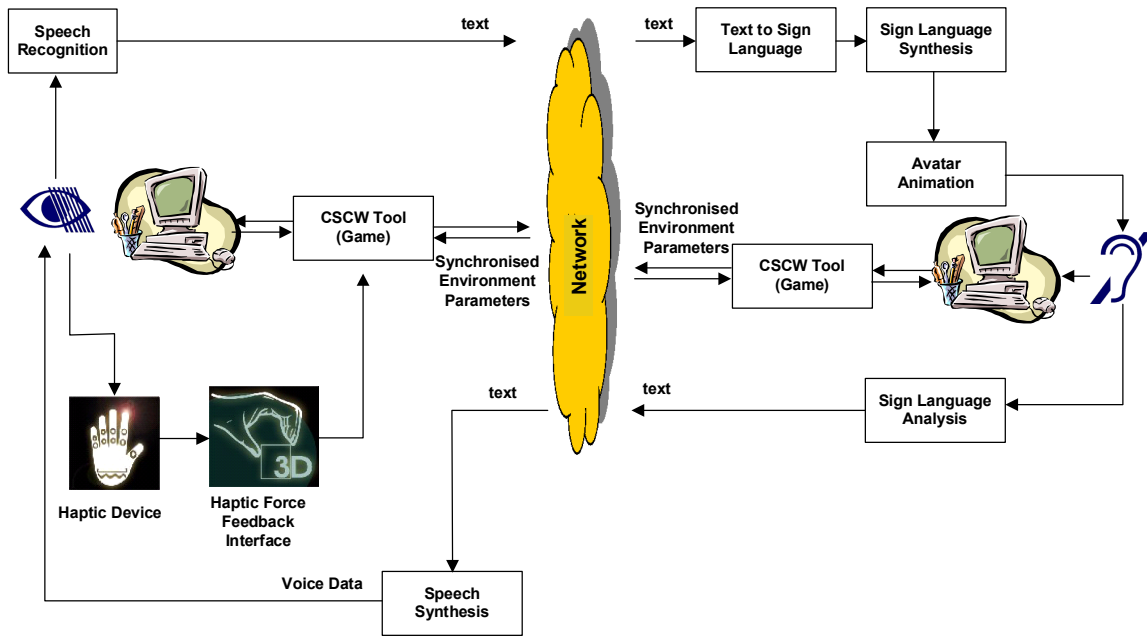 Speech
Recognition
text
text
Text to Sign
Language
Sign Language
Synthesis
Avatar
Animation
CSCW Tool
(Game)
Synchronised
Environment
Parameters
Network
Synchronised
Environment
Parameters
CSCW Tool
(Game)
text
text
Sign Language
Analysis
3D
Haptic Device
Haptic Force
Feedback
Interface
Voice Data
Speech
Synthesis